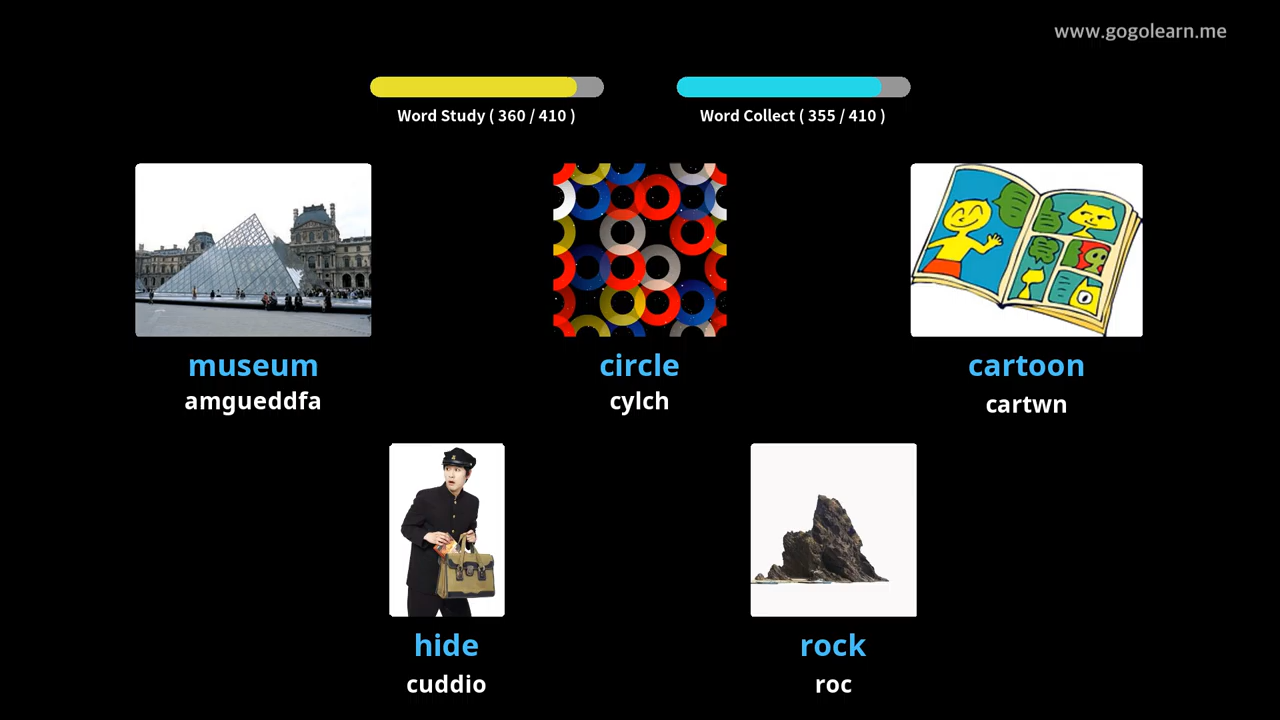 www.gogolearn.me
Word Study ( 360 / 410 )
Word Collect ( 355 / 410 )
museum
amgueddfa
circle
cylch
cartoon
cartwn
hide
cuddio
rock
roc